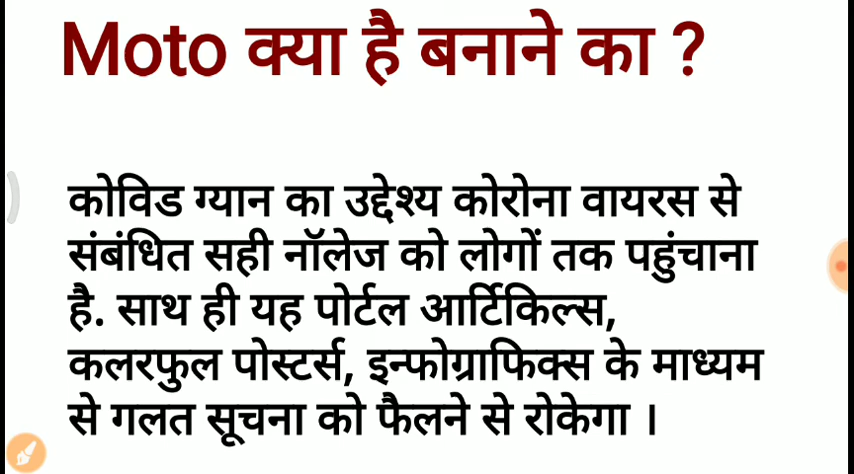 Moto क्या है बनाने का ?
कोविड ग्यान का उद्देश्य कोरोना वायरस से
संबंधित सही नॉलेज को लोगों तक पहुंचाना
है. साथ ही यह पोर्टल आर्टिकिल्स,
कलरफुल पोस्टर्स, इन्फोग्राफिक्स के माध्यम
से गलत सूचना को फैलने से रोकेगा ।